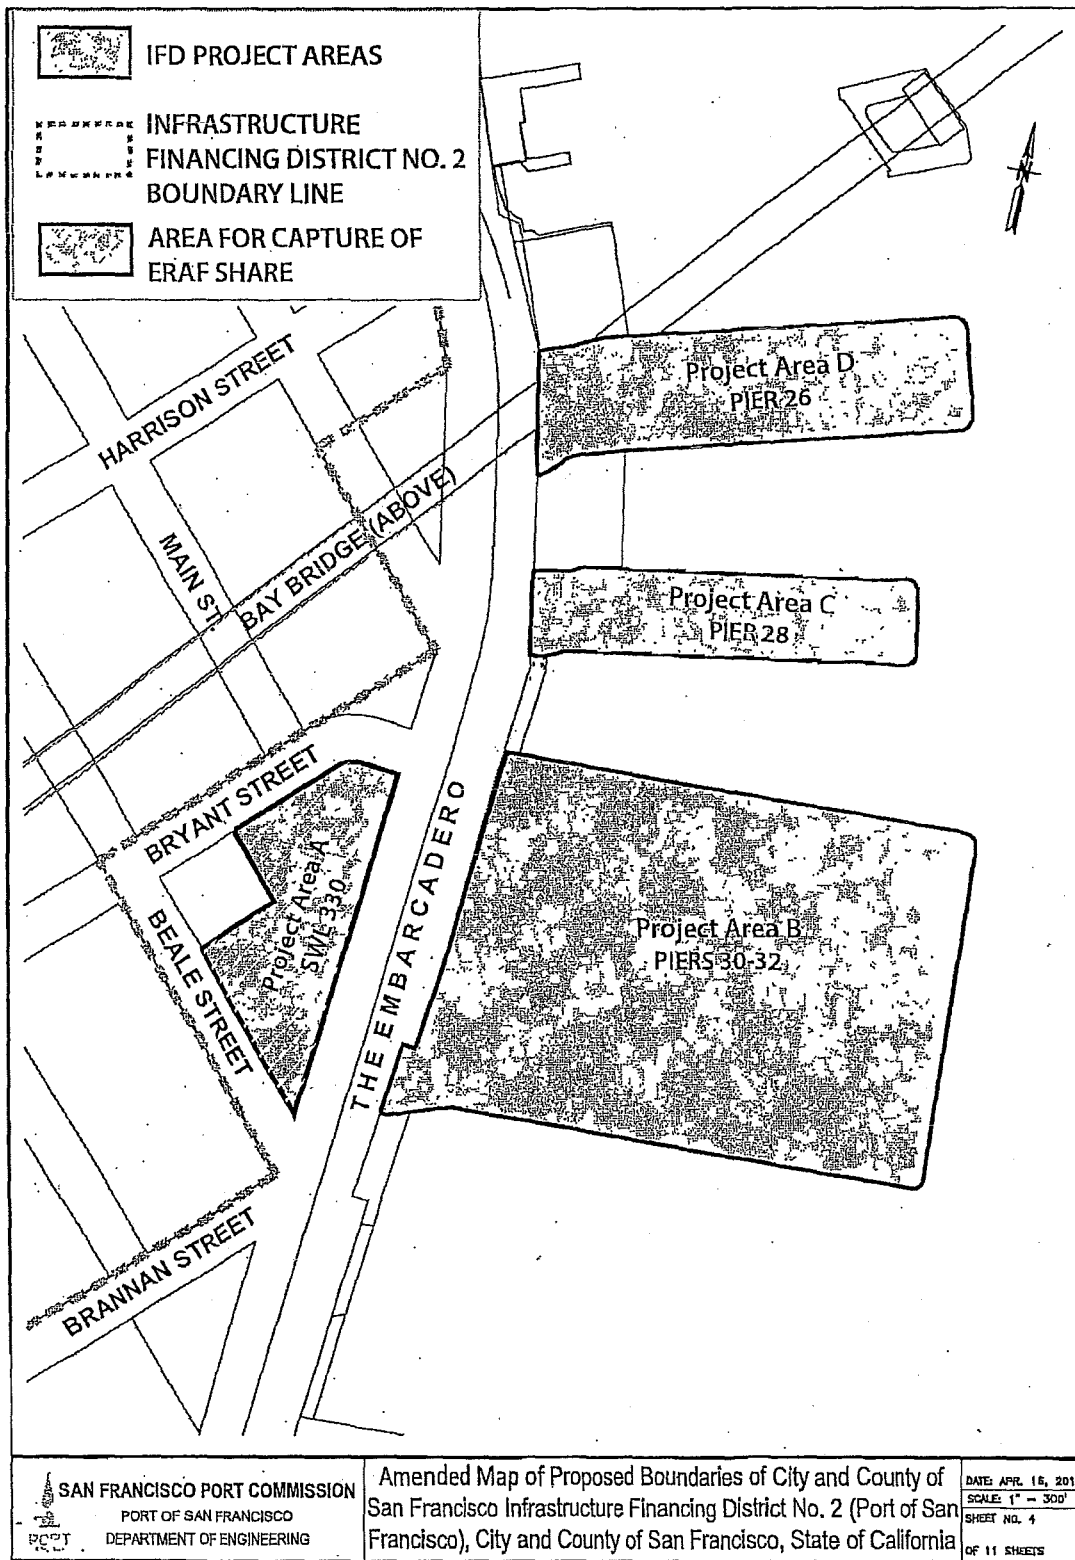 IFD PROJECT AREAS
INFRASTRUCTURE
FINANCING DISTRICT NO. 2
BOUNDARY LINE
AREA FOR CAPTURE OF
ERAF SHARE
N
HARRISON STREET
MAIN ST.
BAY BRIDGE (ABOVE)
Project Area D
PIER 26
Project Area C
PIER 28
BRYANT STREET
THE EMBARCADERO
Project Area A
SWL 330
BEALE STREET
Project Area B
PIERS 30-32
BRANNAN STREET
SAN FRANCISCO PORT COMMISSION
PORT OF SAN FRANCISCO
DEPARTMENT OF ENGINEERING
PORT
Amended Map of Proposed Boundaries of City and County of
San Francisco Infrastructure Financing District No. 2 (Port of San
Francisco), City and County of San Francisco, State of California
DATE: APR. 16, 201
SCALE: 1" = 300'
SHEET NO. 4
OF 11 SHEETS